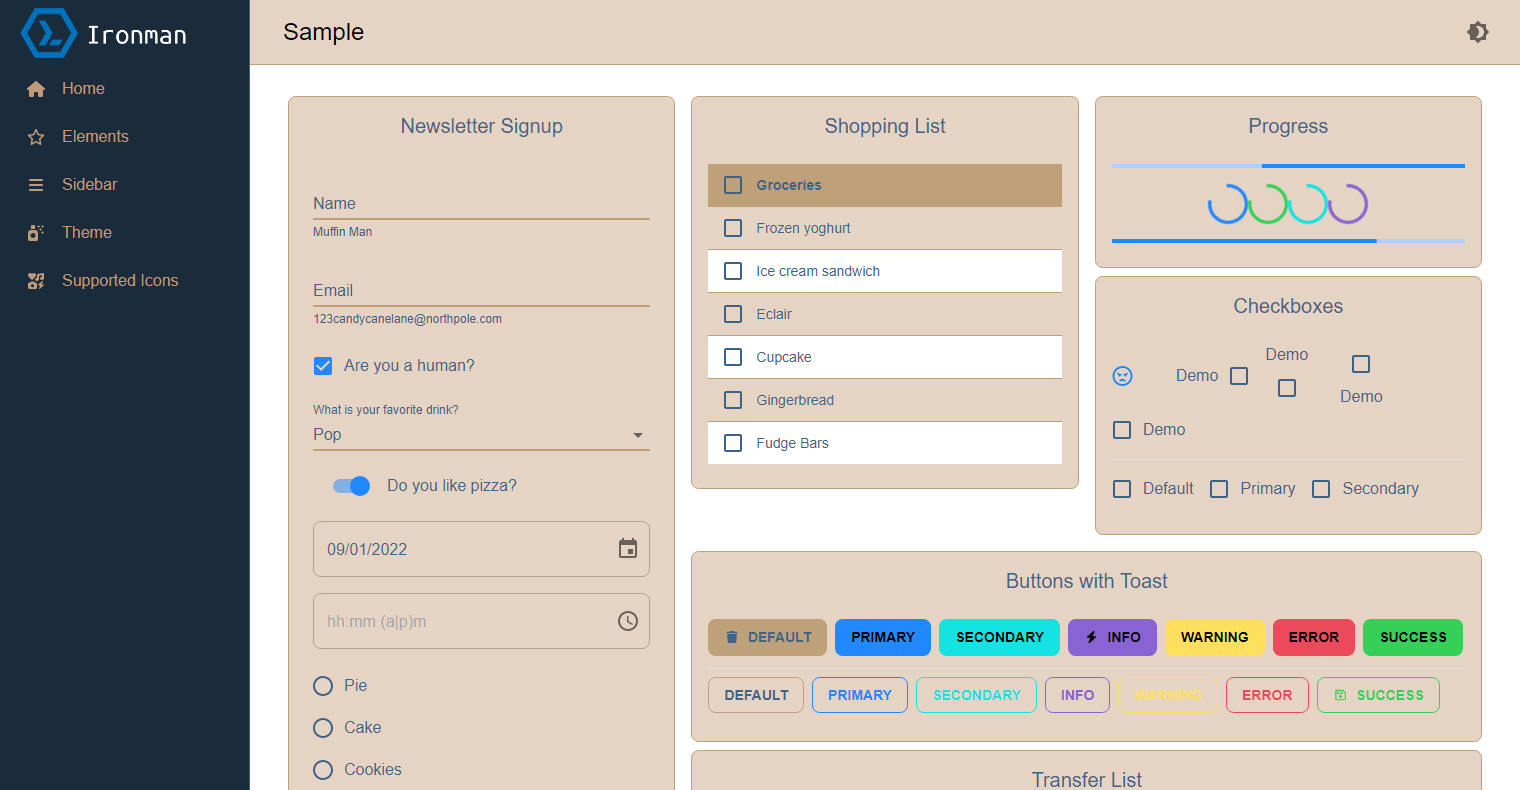 Ironman
Home
Elements
Sidebar
Theme
Supported Icons
Sample
Newsletter Signup
Name
Muffin Man
Email
123candycanelane@northpole.com
Are you a human?
What is your favorite drink?
Pop
Do you like pizza?
09/01/2022
hh:mm (a|p)m
Pie
Cake
Cookies
Shopping List
Groceries
Frozen yoghurt
Ice cream sandwich
Eclair
Cupcake
Gingerbread
Fudge Bars
Progress
Checkboxes
Demo
Demo
Demo
Demo
Default Primary Secondary
Buttons with Toast
DEFAULT PRIMARY SECONDARY INFO WARNING ERROR SUCCESS
DEFAULT PRIMARY SECONDARY INFO WARNING ERROR SUCCESS
Transfer List